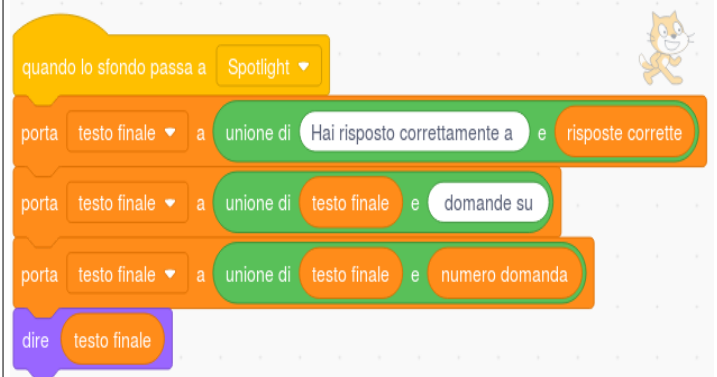 quando lo sfondo passa a Spotlight
porta testo finale a unione di Hai risposto correttamente a e risposte corrette
porta testo finale a unione di testo finale e domande su
porta testo finale a unione di testo finale e numero domanda
dire testo finale